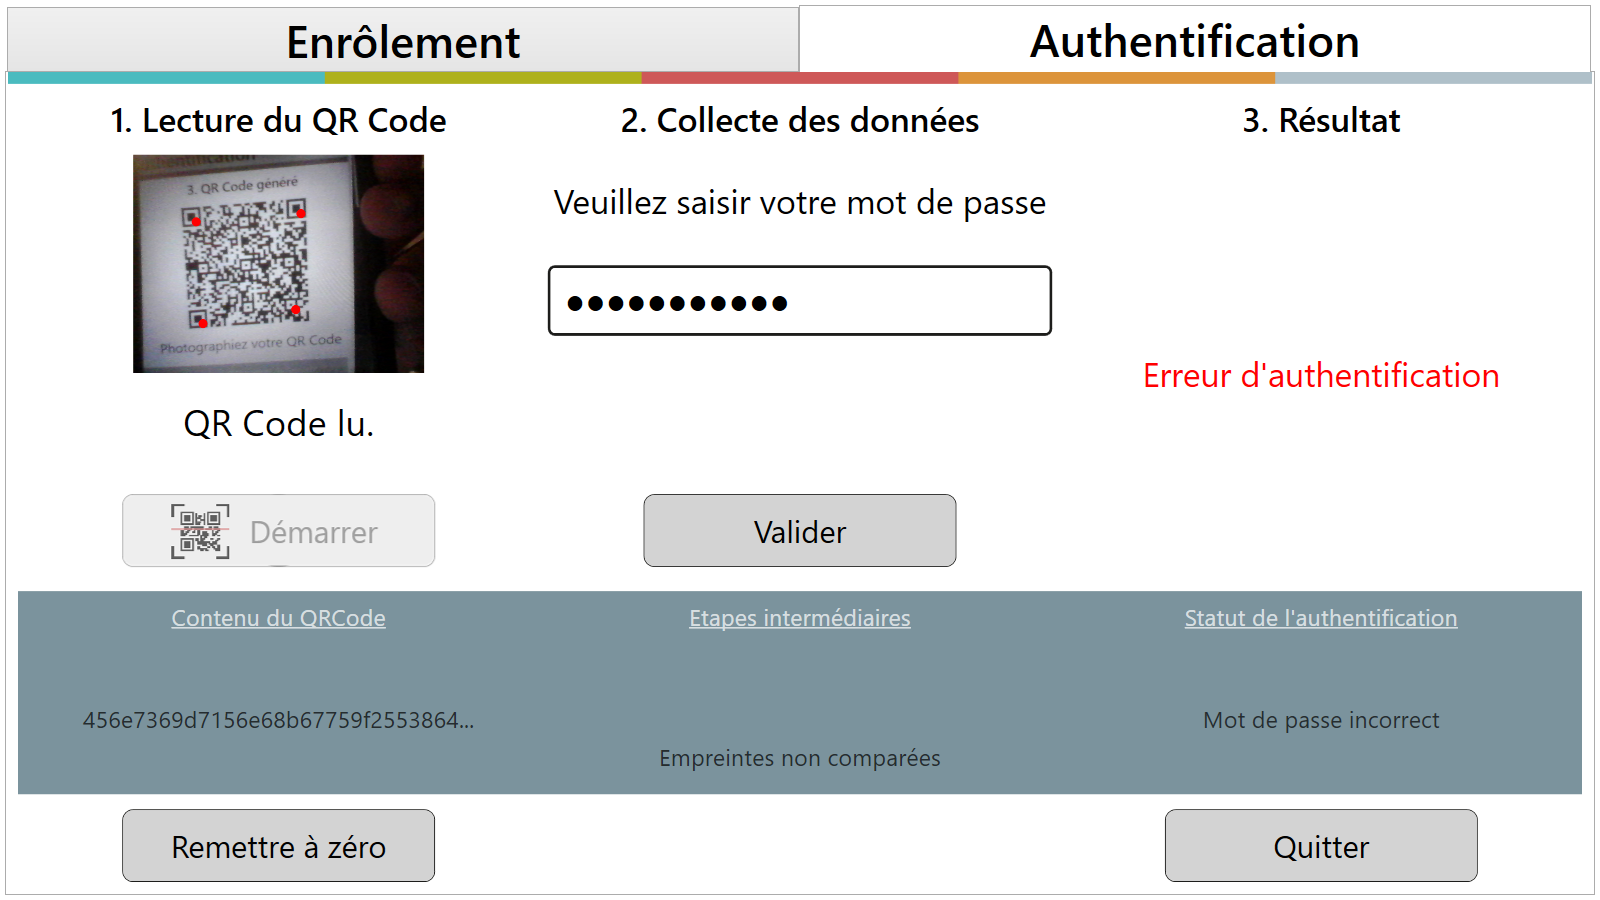 Enrôlement
Authentification
1. Lecture du QR Code
2. Collecte des données
3. Résultat
authentification
3. QR Code généré
Photographiez votre QR Code
QR Code lu.
Veuillez saisir votre mot de passe
●●●●●●●●●●●
Erreur d'authentification
Démarrer
Valider
Contenu du QRCode
Etapes intermédiaires
Statut de l'authentification
456e7369d7156e68b67759f2553864...
Mot de passe incorrect
Empreintes non comparées
Remettre à zéro
Quitter